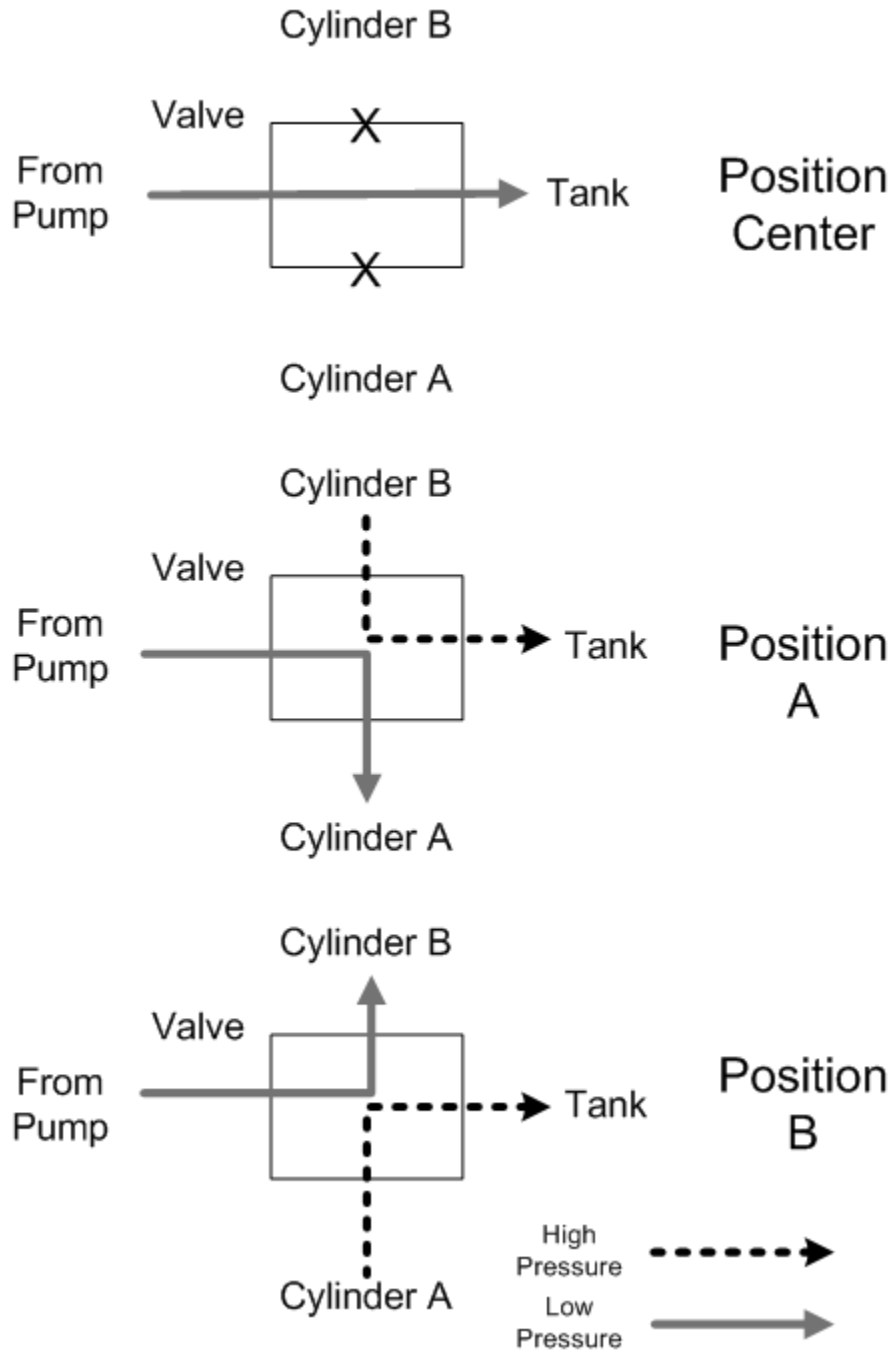 Cylinder B
Valve
X
From
Pump
Tank
Position
Center
X
Cylinder A
Cylinder B
Valve
From
Pump
Tank
Position
A
Cylinder A
Cylinder B
Valve
From
Pump
Tank
Position
B
Cylinder A
High
Pressure
Low
Pressure